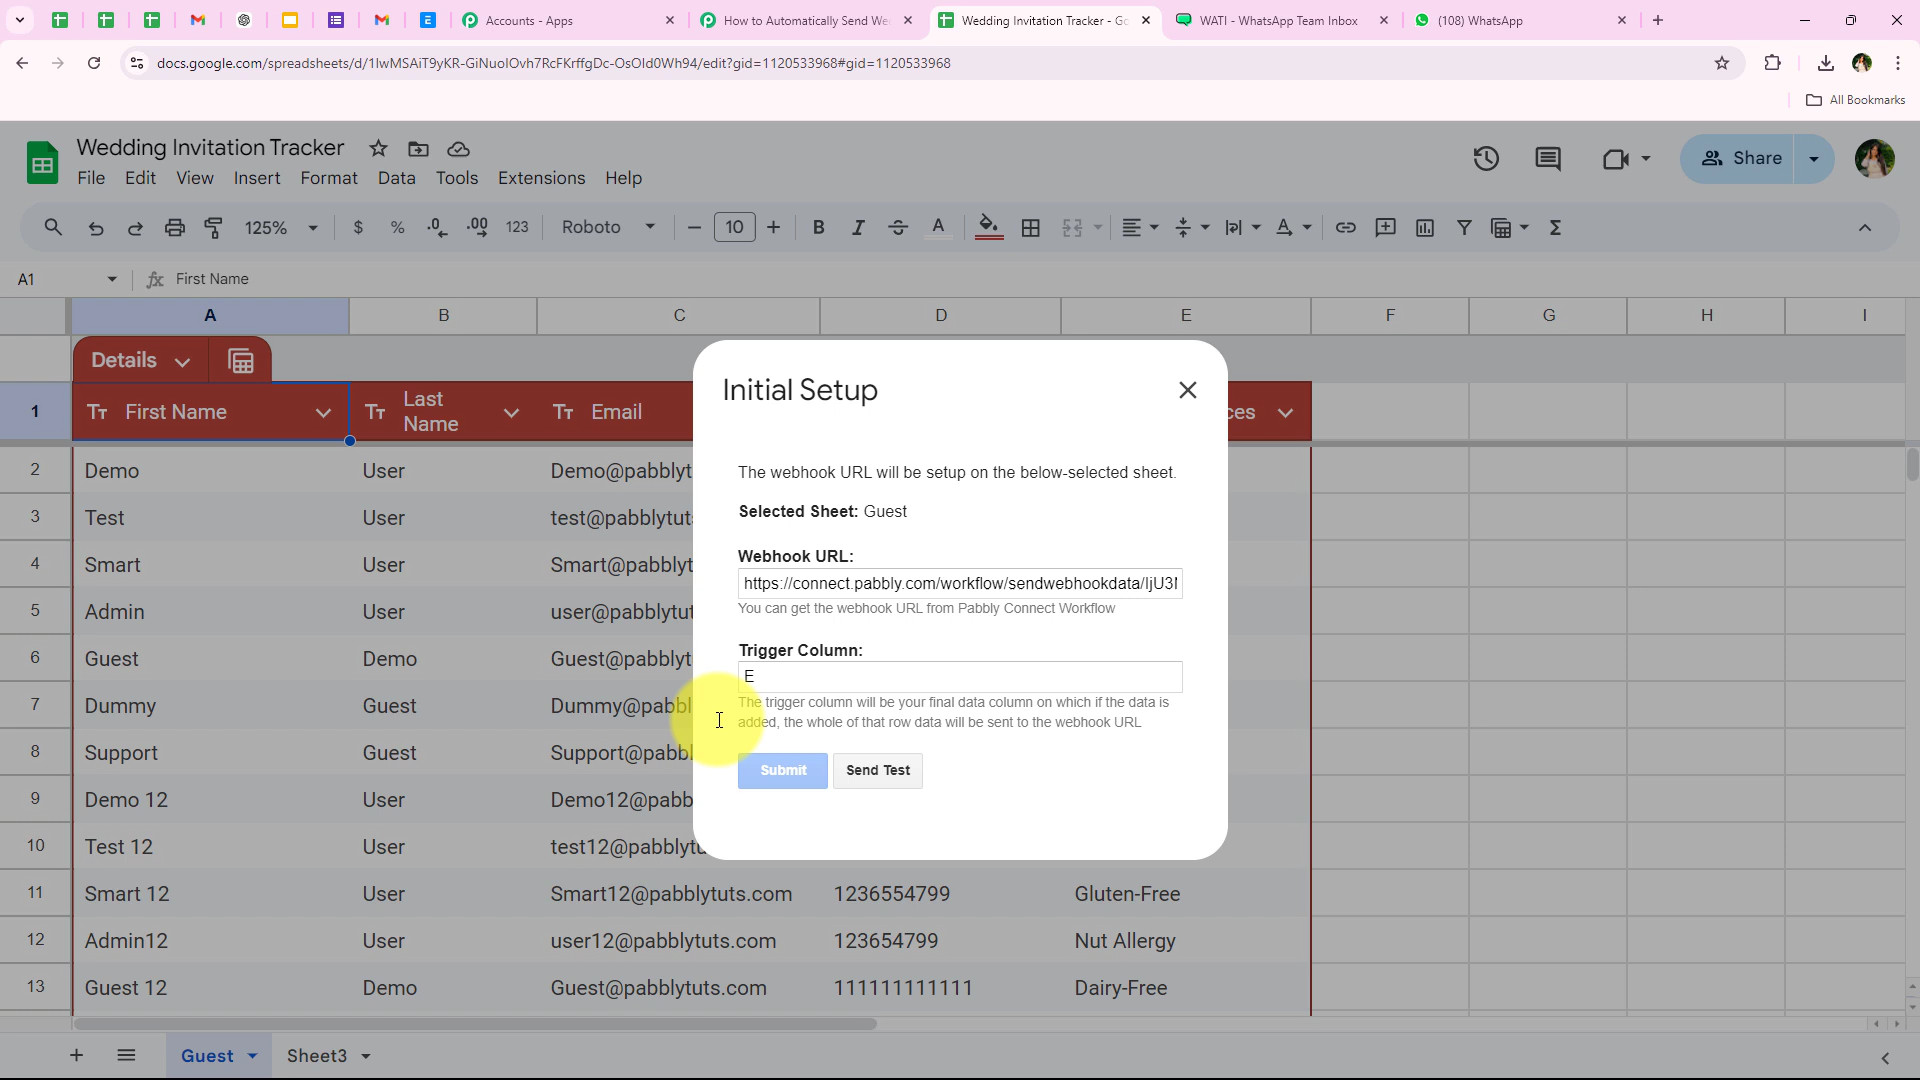 Accounts - Apps
How to Automatically Send We
Wedding Invitation Tracker - Go
WATI - WhatsApp Team Inbox
(108) WhatsApp
docs.google.com/spreadsheets/d/1IwMSAiT9yKR-GiNuoIOvh7RcFKrffgDc-OsOId0Wh94/edit?gid=1120533968#gid=1120533968
All Bookmarks
Wedding Invitation Tracker
File Edit View Insert Format Data Tools Extensions Help
Share
125% $ % .0 .00 123 Roboto 10 B I A
A1 fx First Name
A B C D E F G H I
Details
1 First Name Last Name Email ces
2 Demo User Demo@pabblyt
3 Test User test@pabblytut
4 Smart User Smart@pabblyt
5 Admin User user@pabblytut
6 Guest Demo Guest@pabblyt
7 Dummy Guest Dummy@pabbl
8 Support Guest Support@pabbl
9 Demo 12 User Demo12@pabb
10 Test 12 User test12@pabblytu
11 Smart 12 User Smart12@pabblytuts.com 1236554799 Gluten-Free
12 Admin12 User user12@pabblytuts.com 123654799 Nut Allergy
13 Guest 12 Demo Guest@pabblytuts.com 111111111111 Dairy-Free
Initial Setup
The webhook URL will be setup on the below-selected sheet.
Selected Sheet: Guest
Webhook URL:
https://connect.pabbly.com/workflow/sendwebhookdata/IjU3
You can get the webhook URL from Pabbly Connect Workflow
Trigger Column:
E
The trigger column will be your final data column on which if the data is
added, the whole of that row data will be sent to the webhook URL
Submit Send Test
Guest Sheet3